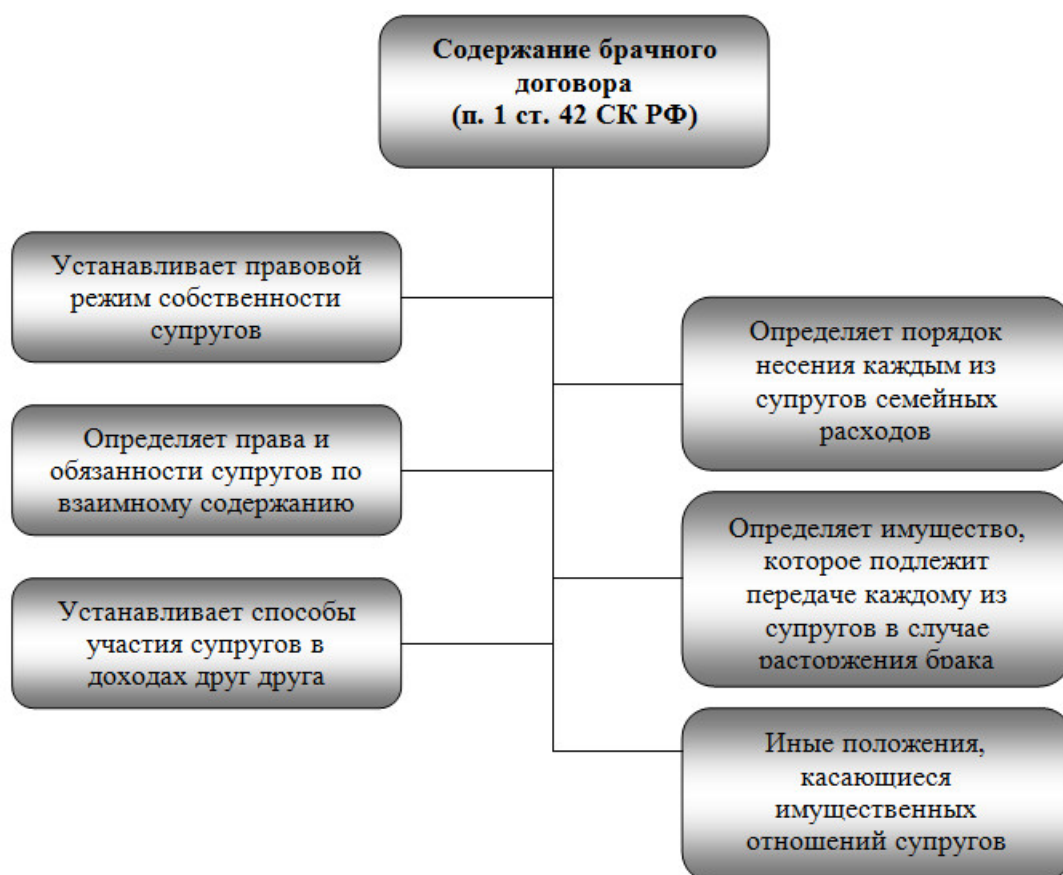 Содержание брачного
договора
(п. 1 ст. 42 СК РФ)
Устанавливает правовой
режим собственности
супругов
Определяет порядок
несения каждым из
супругов семейных
расходов
Определяет права и
обязанности супругов по
взаимному содержанию
Определяет имущество,
которое подлежит
передаче каждому из
супругов в случае
расторжения брака
Устанавливает способы
участия супругов в
доходах друг друга
Иные положения,
касающиеся
имущественных
отношений супругов